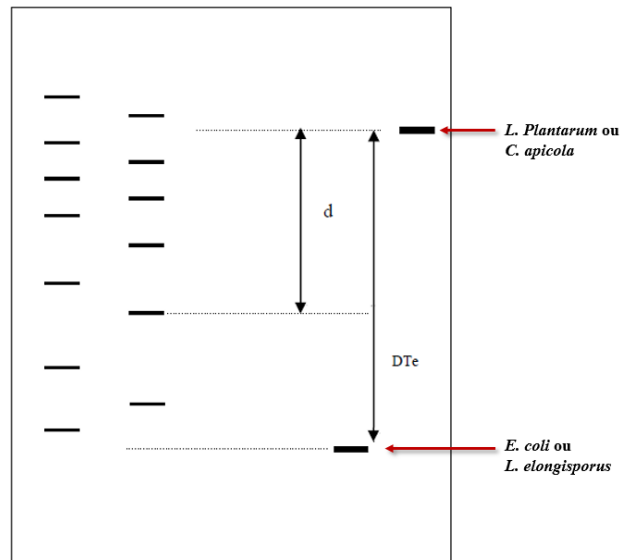 L. Plantarum ou
C. apicola
d
DTe
E. coli ou
L. elongisporus